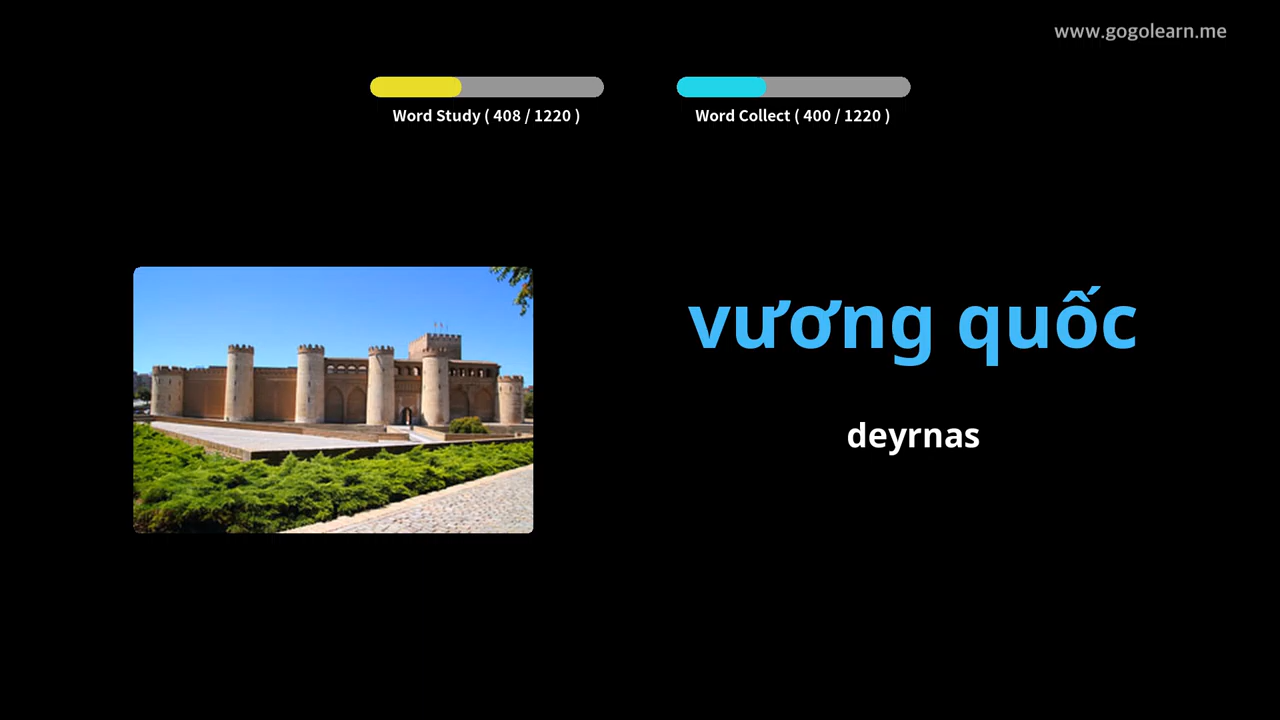 www.gogolearn.me
Word Study ( 408 / 1220 )
Word Collect ( 400 / 1220 )
vương quốc
deyrnas